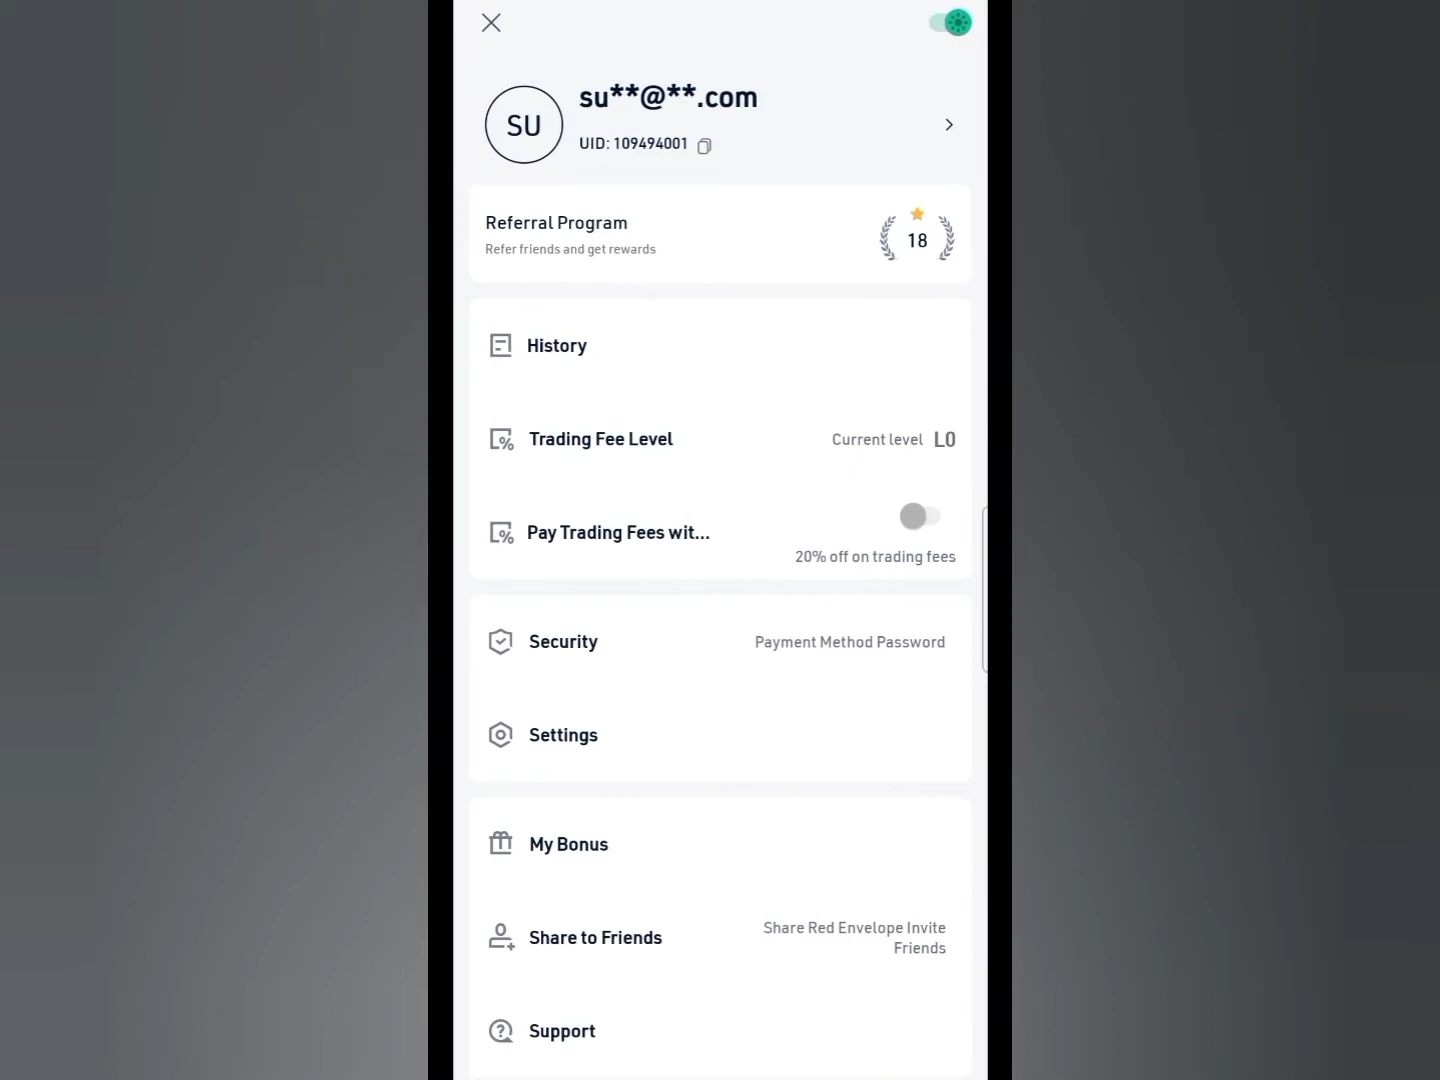 su**@**.com
SU
UID: 109494001
Referral Program
Refer friends and get rewards
18
History
Trading Fee Level
Current level L0
Pay Trading Fees wit...
20% off on trading fees
Security
Payment Method Password
Settings
My Bonus
Share to Friends
Share Red Envelope Invite
Friends
Support